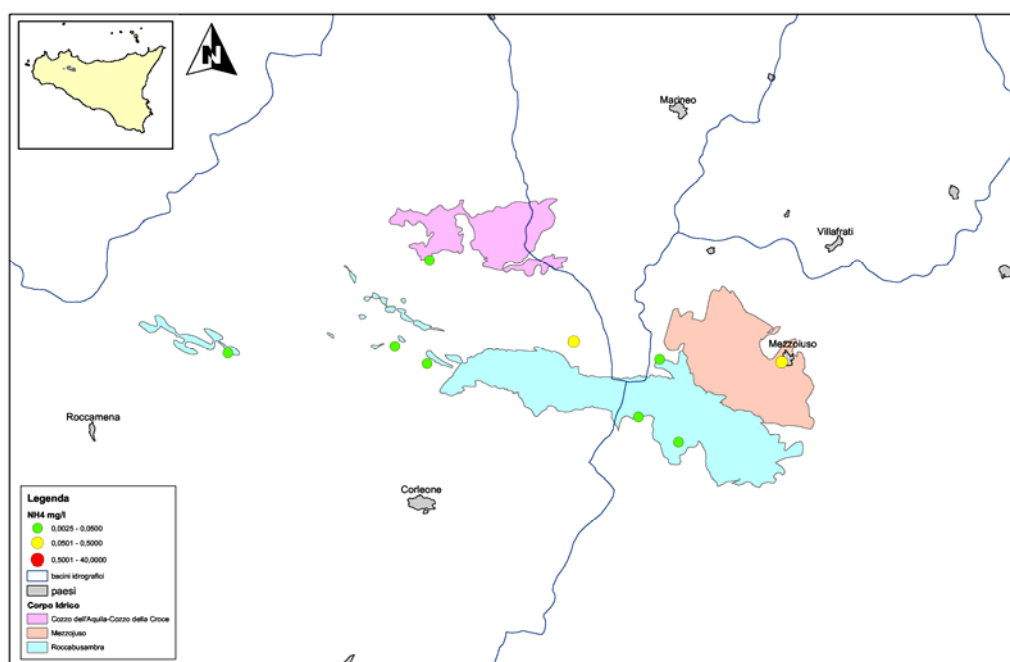 N
Marineo
Villafrati
Mezzoiuso
Roccamena
Corleone
Legenda
NH4 mg/l
0,0025 - 0,0500
0,0501 - 0,5000
0,5001 - 40,0000
bacini idrografici
paesi
Corpo Idrico
Cozzo dell'Aquila-Cozzo della Croce
Mezzojuso
Roccabusambra